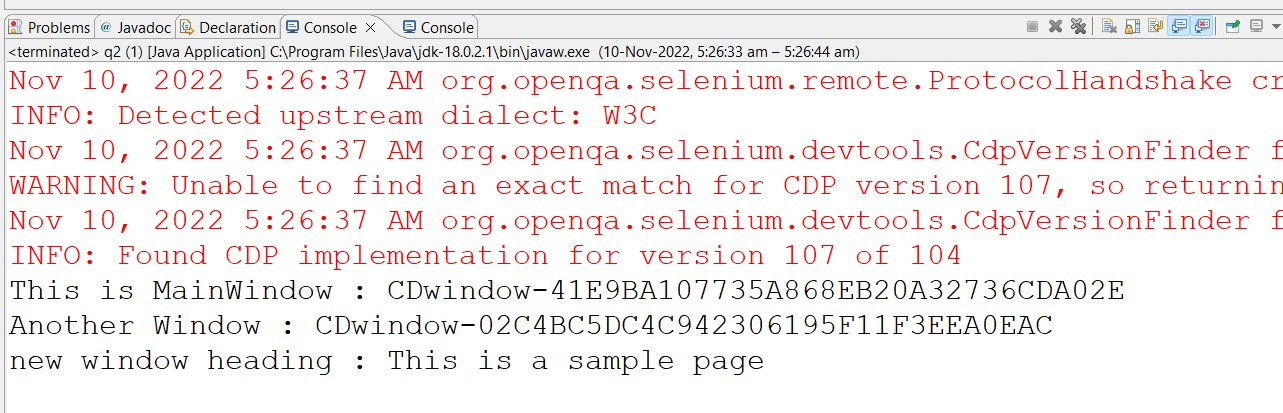 Problems @ Javadoc Declaration Console Console
<terminated> q2 (1) [Java Application] C:\Program Files\Java\jdk-18.0.2.1\bin\javaw.exe (10-Nov-2022, 5:26:33 am – 5:26:44 am)
Nov 10, 2022 5:26:37 AM org.openqa.selenium.remote.ProtocolHandshake cr
INFO: Detected upstream dialect: W3C
Nov 10, 2022 5:26:37 AM org.openqa.selenium.devtools.CdpVersionFinder f
WARNING: Unable to find an exact match for CDP version 107, so returnin
Nov 10, 2022 5:26:37 AM org.openqa.selenium.devtools.CdpVersionFinder f
INFO: Found CDP implementation for version 107 of 104
This is MainWindow : CDwindow-41E9BA107735A868EB20A32736CDA02E
Another Window : CDwindow-02C4BC5DC4C942306195F11F3EEA0EAC
new window heading : This is a sample page